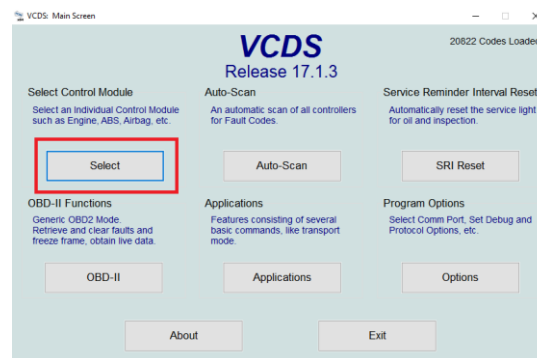 VCDS: Main Screen
VCDS
Release 17.1.3
20822 Codes Loaded
Select Control Module
Select an Individual Control Module
such as Engine, ABS, Airbag, etc.
Select
Auto-Scan
An automatic scan of all controllers
for Fault Codes.
Auto-Scan
Service Reminder Interval Reset
Automatically reset the service light
for oil and inspection.
SRI Reset
OBD-II Functions
Generic OBD2 Mode.
Retrieve and clear faults and
freeze frame, obtain live data.
OBD-II
Applications
Features consisting of several
basic commands, like transport
mode.
Applications
Program Options
Select Comm Port, Set Debug and
Protocol Options, etc.
Options
About
Exit